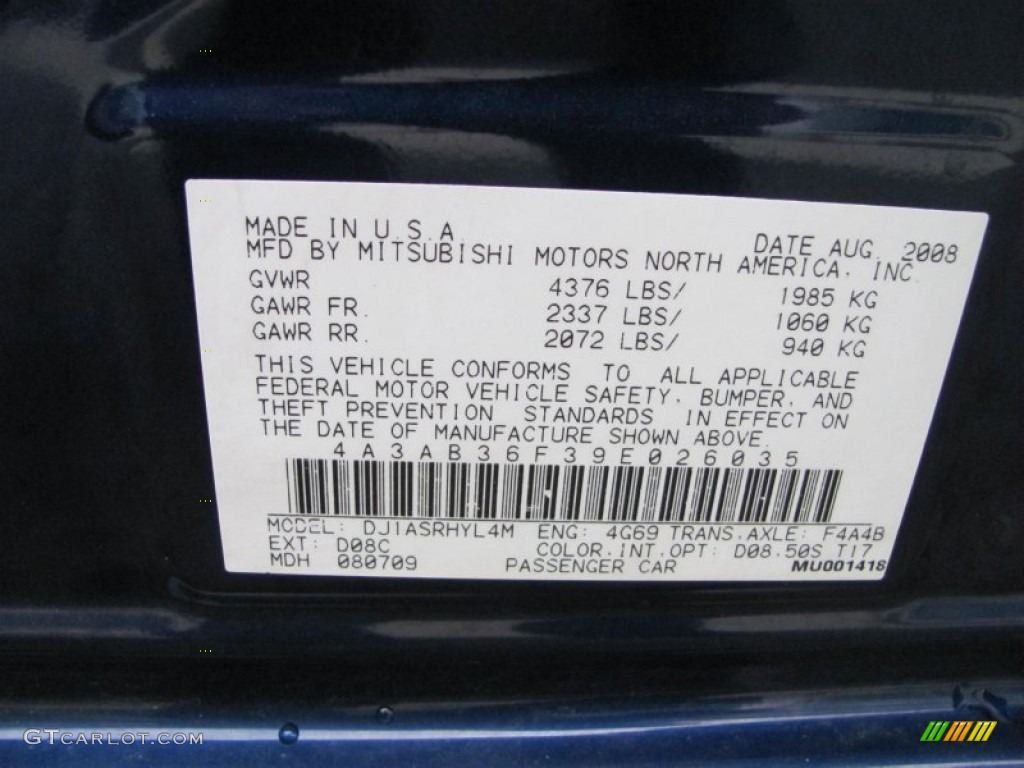 MADE IN U.S.A. DATE AUG. 2008
MFD BY MITSUBISHI MOTORS NORTH AMERICA, INC.
GVWR 4376 LBS/ 1985 KG
GAWR FR. 2337 LBS/ 1060 KG
GAWR RR. 2072 LBS/ 940 KG
THIS VEHICLE CONFORMS TO ALL APPLICABLE
FEDERAL MOTOR VEHICLE SAFETY, BUMPER, AND
THEFT PREVENTION STANDARDS IN EFFECT ON
THE DATE OF MANUFACTURE SHOWN ABOVE.
4A3AB36F39E026035
MODEL: DJ1ASRHYL4M ENG: 4G69 TRANS.AXLE: F4A4B
EXT: D08C COLOR.INT.OPT: D08.50S T17
MDH 080709 PASSENGER CAR MU001418
GTCARLOT.COM